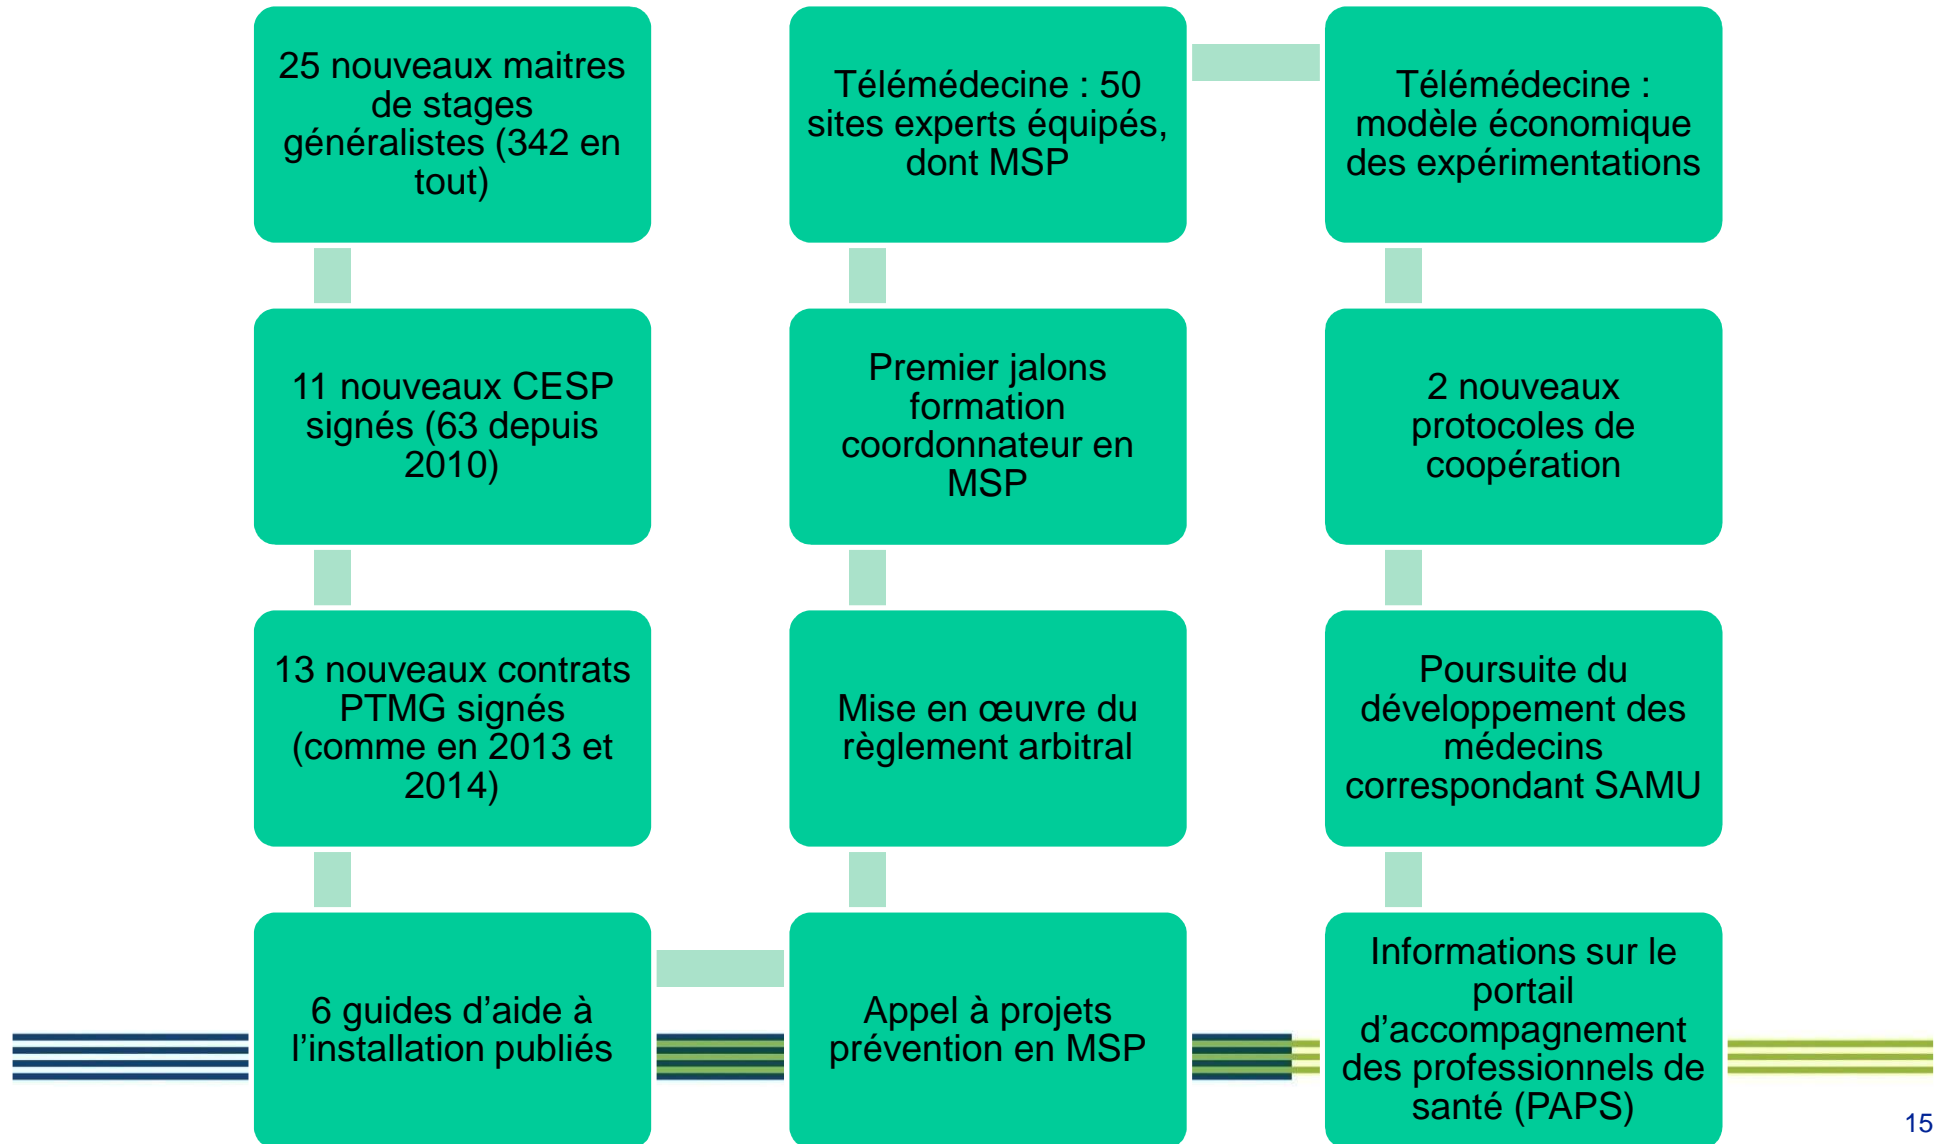 25 nouveaux maitres
de stages
généralistes (342 en
tout)
11 nouveaux CESP
signés (63 depuis
2010)
13 nouveaux contrats
PTMG signés
(comme en 2013 et
2014)
6 guides d’aide à
l’installation publiés
Appel à projets
prévention en MSP
Mise en œuvre du
règlement arbitral
Premier jalons
formation
coordonnateur en
MSP
Télémédecine : 50
sites experts équipés,
dont MSP
Télémédecine :
modèle économique
des expérimentations
2 nouveaux
protocoles de
coopération
Poursuite du
développement des
médecins
correspondant SAMU
Informations sur le
portail
d’accompagnement
des professionnels de
santé (PAPS)
15